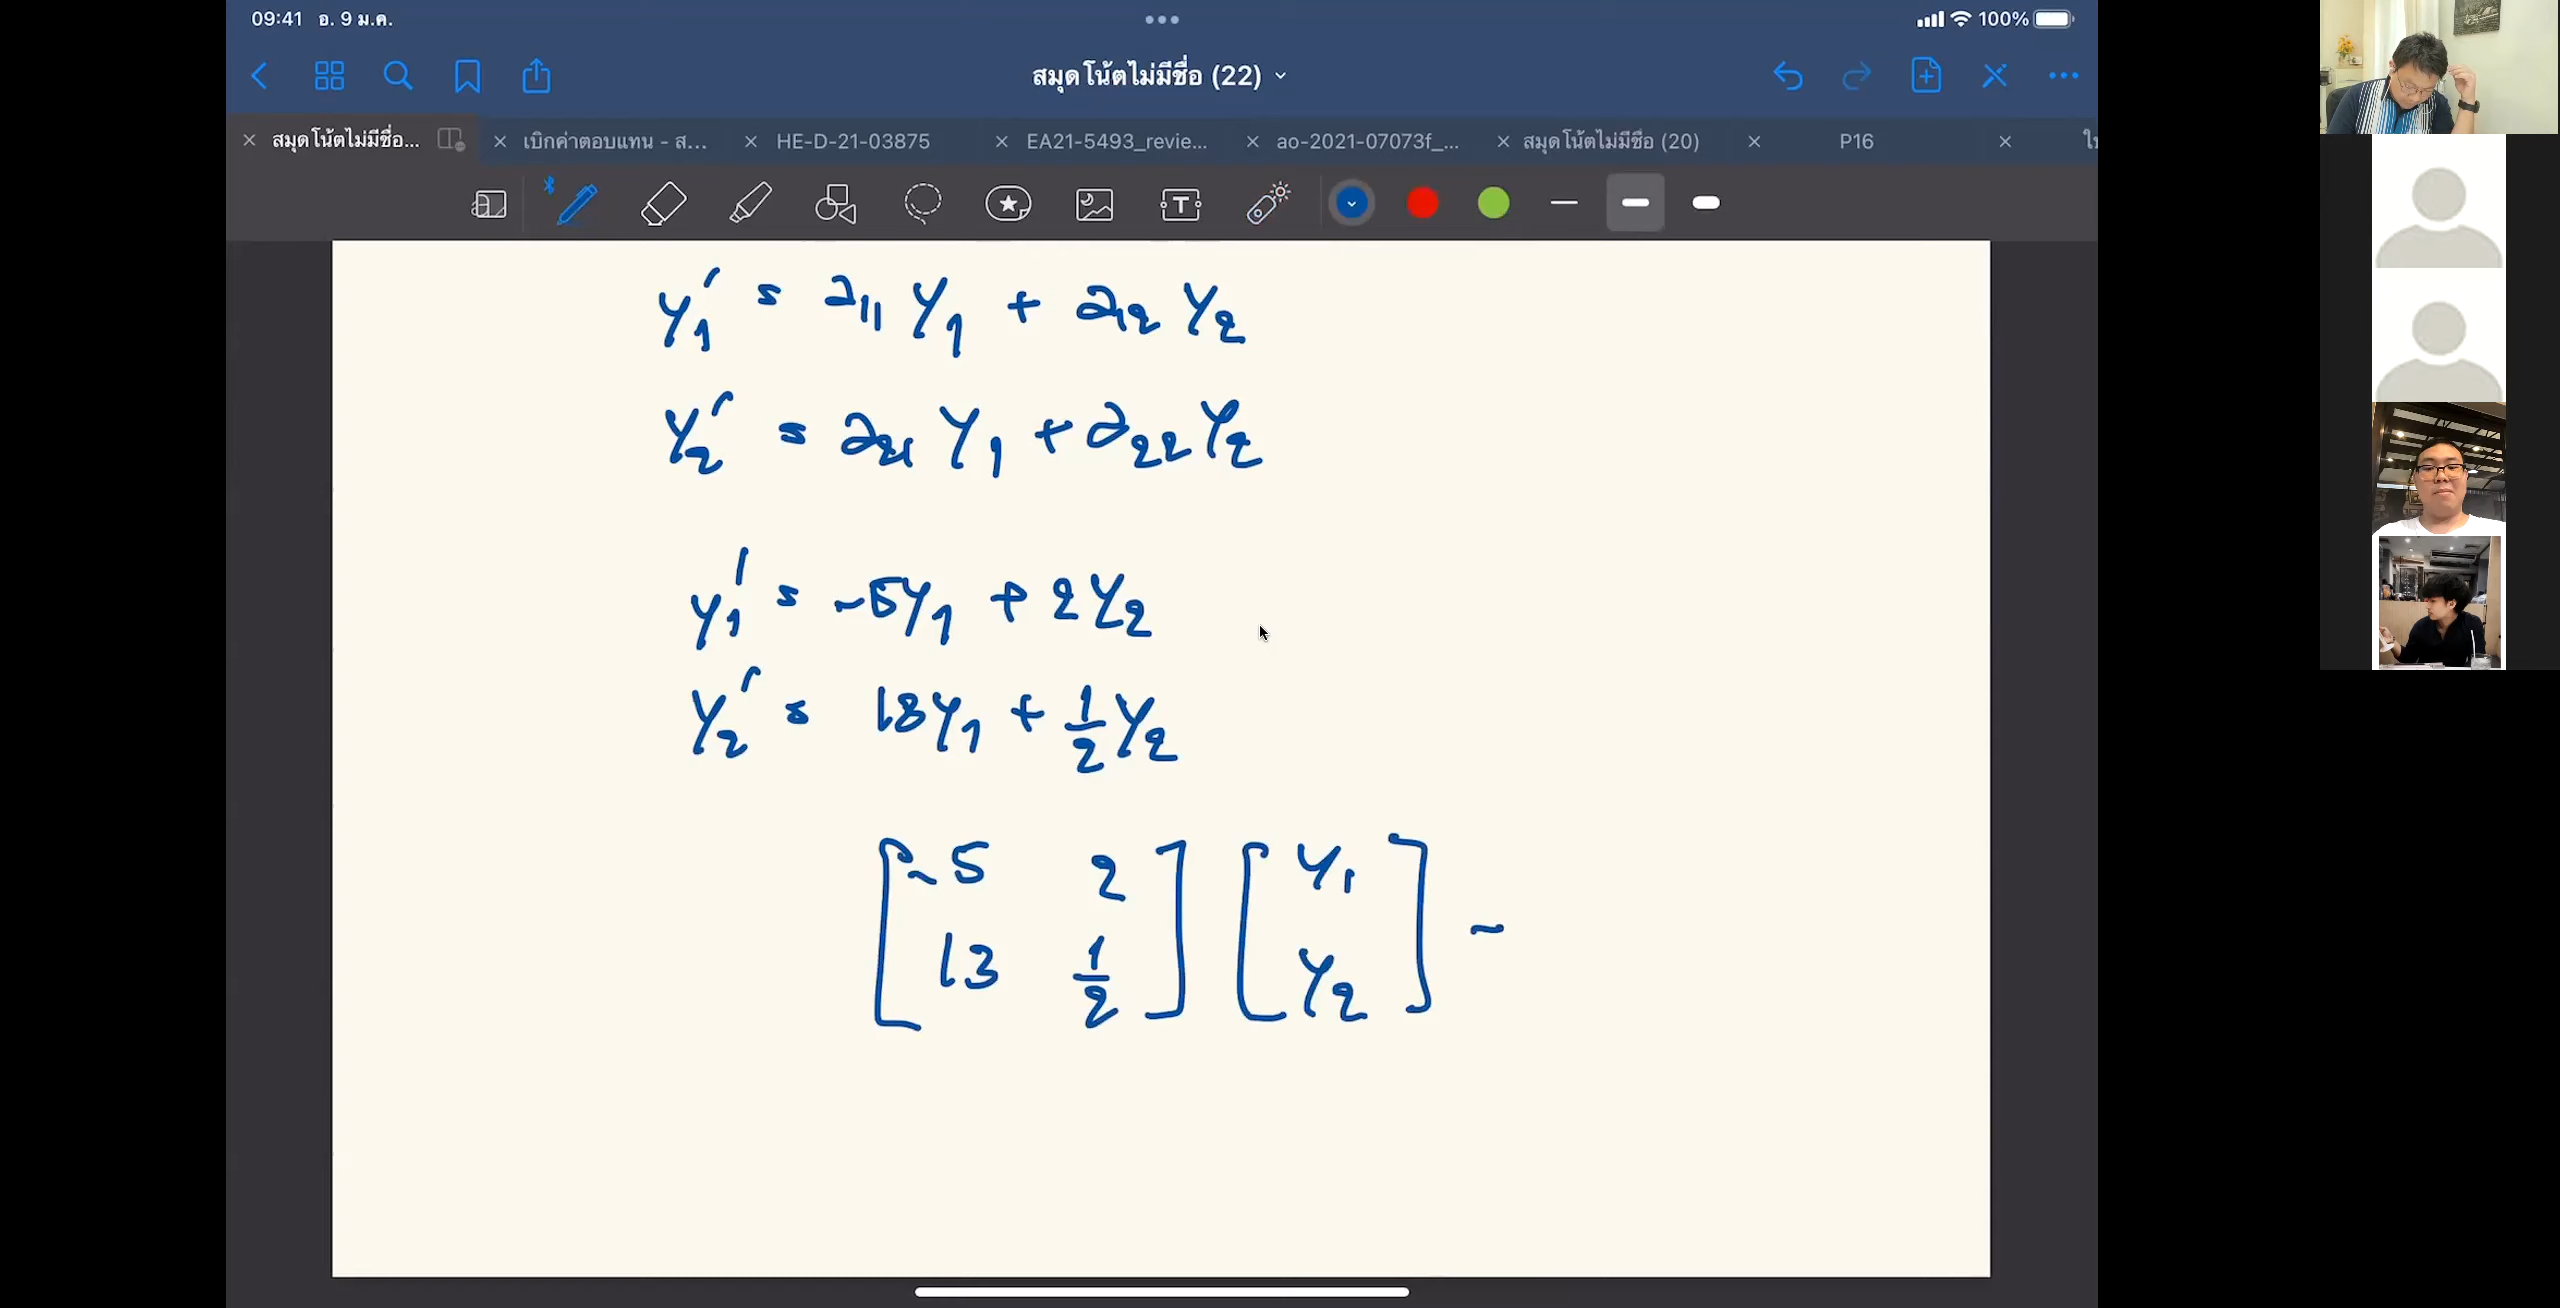 09:41 อ. 9 ม.ค.
100%
สมุดโน้ตไม่มีชื่อ (22)
สมุดโน้ตไม่มีชื่อ...
เบิกค่าตอบแทน - ส...
HE-D-21-03875
EA21-5493_revie...
ao-2021-07073f_...
สมุดโน้ตไม่มีชื่อ (20)
P16
y₁′ = a₁₁ y₁ + a₁₂ y₂
y₂′ = a₂₁ y₁ + a₂₂ y₂
y₁′ = -5y₁ + 2y₂
y₂′ = 13y₁ + 1/2 y₂
[-5 2] [y₁] -
[13 1/2] [y₂]